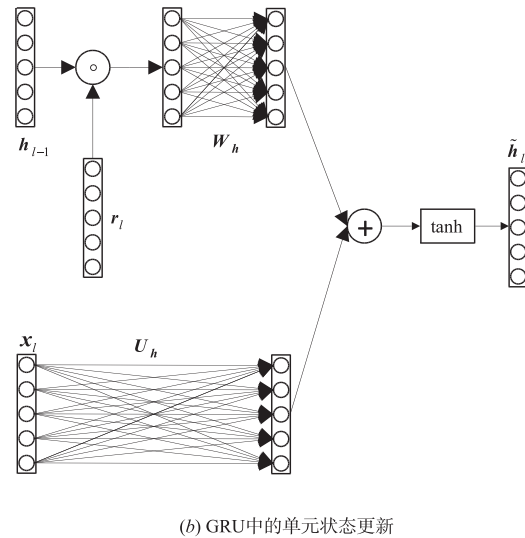 ∘
h_{l−1}
W_h
r_l
h̃_l
+
tanh
x_l
U_h
(b) GRU中的单元状态更新